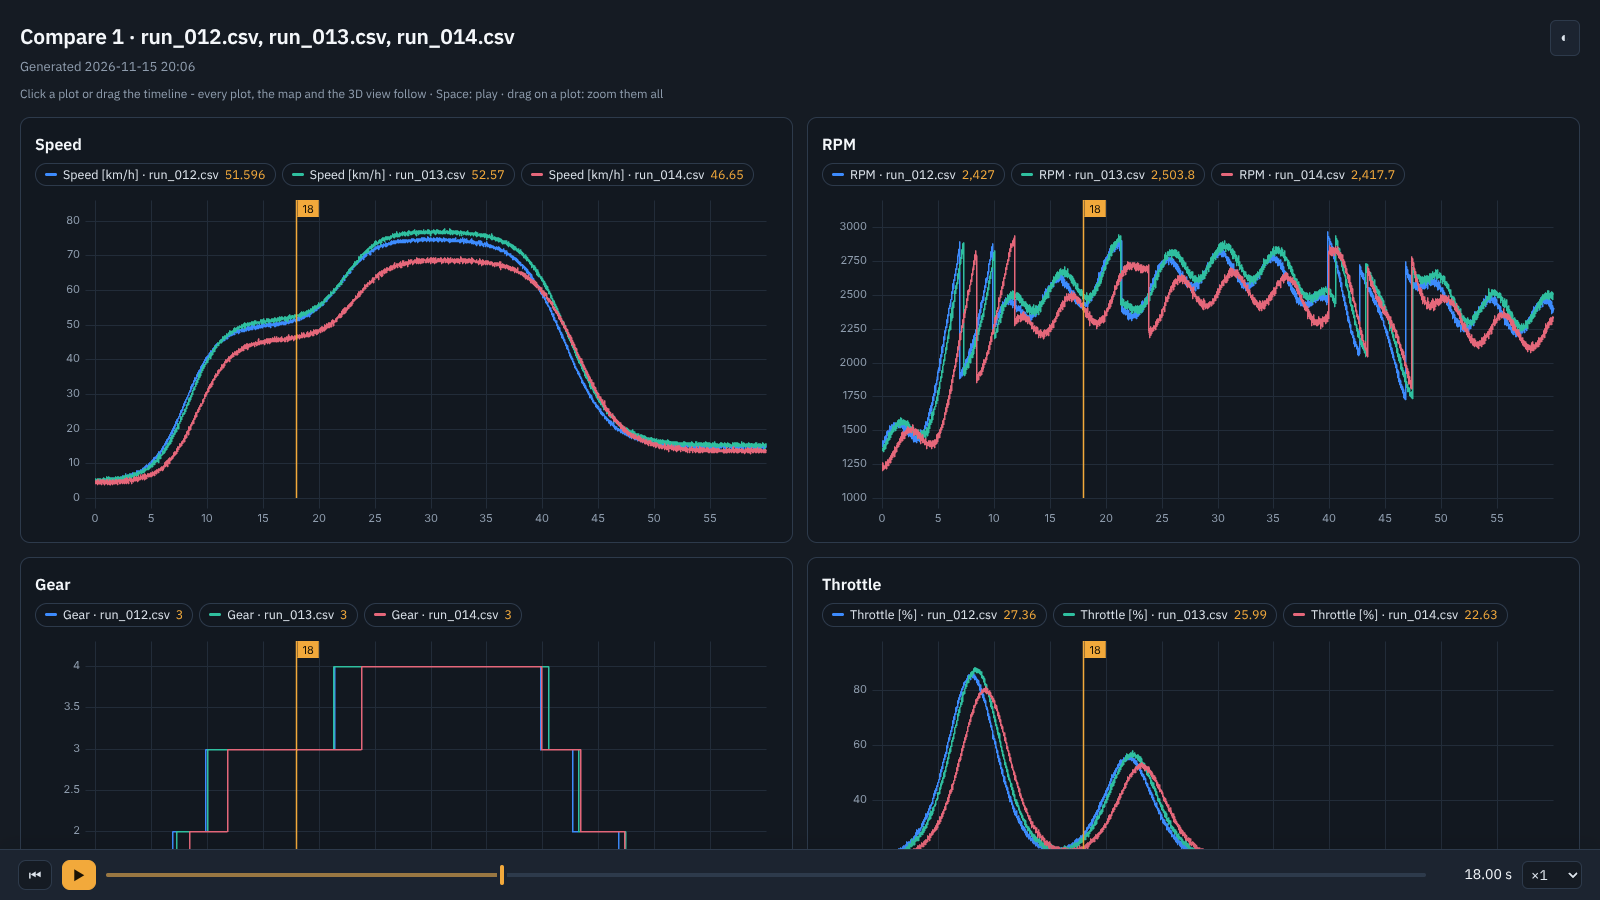 Compare 1 · run_012.csv, run_013.csv, run_014.csv
Generated 2026-11-15 20:06
Click a plot or drag the timeline - every plot, the map and the 3D view follow · Space: play · drag on a plot: zoom them all
Speed
Speed [km/h] · run_012.csv 51.596
Speed [km/h] · run_013.csv 52.57
Speed [km/h] · run_014.csv 46.65
18
80
70
60
50
40
30
20
10
0
0 5 10 15 20 25 30 35 40 45 50 55
RPM
RPM · run_012.csv 2,427
RPM · run_013.csv 2,503.8
RPM · run_014.csv 2,417.7
18
3000
2750
2500
2250
2000
1750
1500
1250
1000
0 5 10 15 20 25 30 35 40 45 50 55
Gear
Gear · run_012.csv 3
Gear · run_013.csv 3
Gear · run_014.csv 3
18
4
3.5
3
2.5
2
Throttle
Throttle [%] · run_012.csv 27.36
Throttle [%] · run_013.csv 25.99
Throttle [%] · run_014.csv 22.63
18
80
60
40
18.00 s
×1